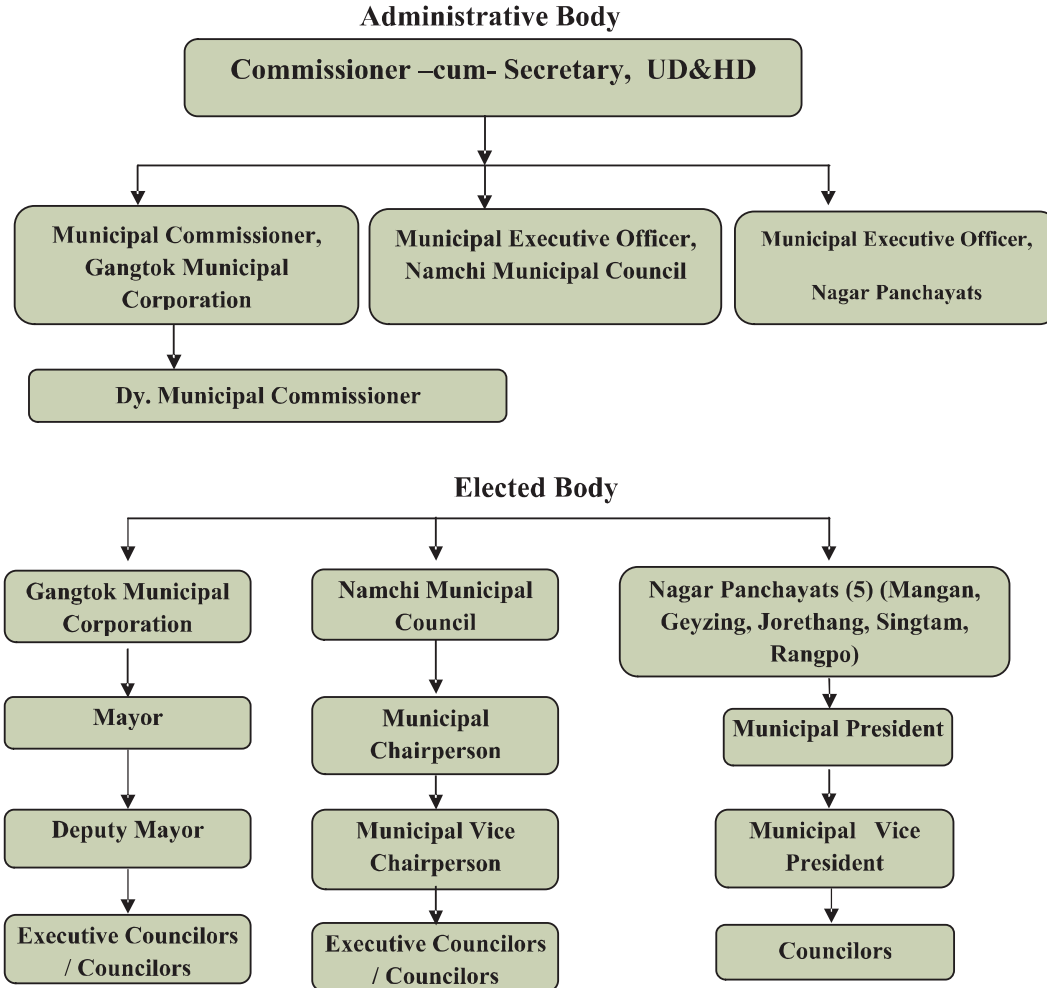 Administrative Body
Commissioner –cum- Secretary, UD&HD
Municipal Commissioner,
Gangtok Municipal
Corporation
Municipal Executive Officer,
Namchi Municipal Council
Municipal Executive Officer,
Nagar Panchayats
Dy. Municipal Commissioner
Elected Body
Gangtok Municipal
Corporation
Mayor
Deputy Mayor
Executive Councilors
/ Councilors
Namchi Municipal
Council
Municipal
Chairperson
Municipal Vice
Chairperson
Executive Councilors
/ Councilors
Nagar Panchayats (5) (Mangan,
Geyzing, Jorethang, Singtam,
Rangpo)
Municipal President
Municipal Vice
President
Councilors